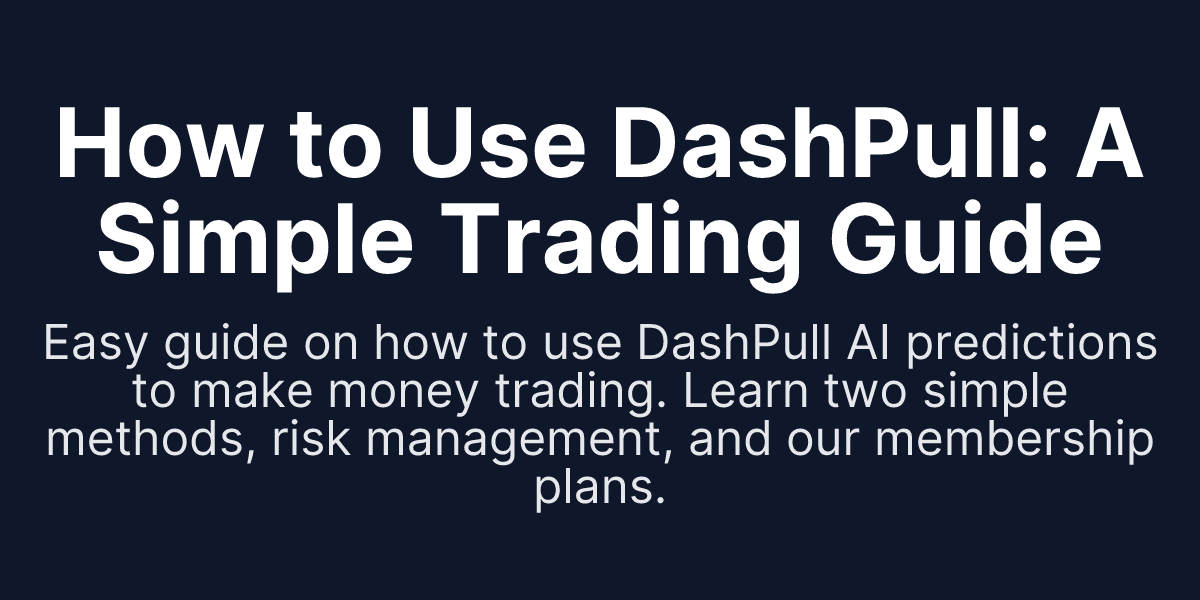 How to Use DashPull: A
Simple Trading Guide
Easy guide on how to use DashPull AI predictions
to make money trading. Learn two simple
methods, risk management, and our membership
plans.